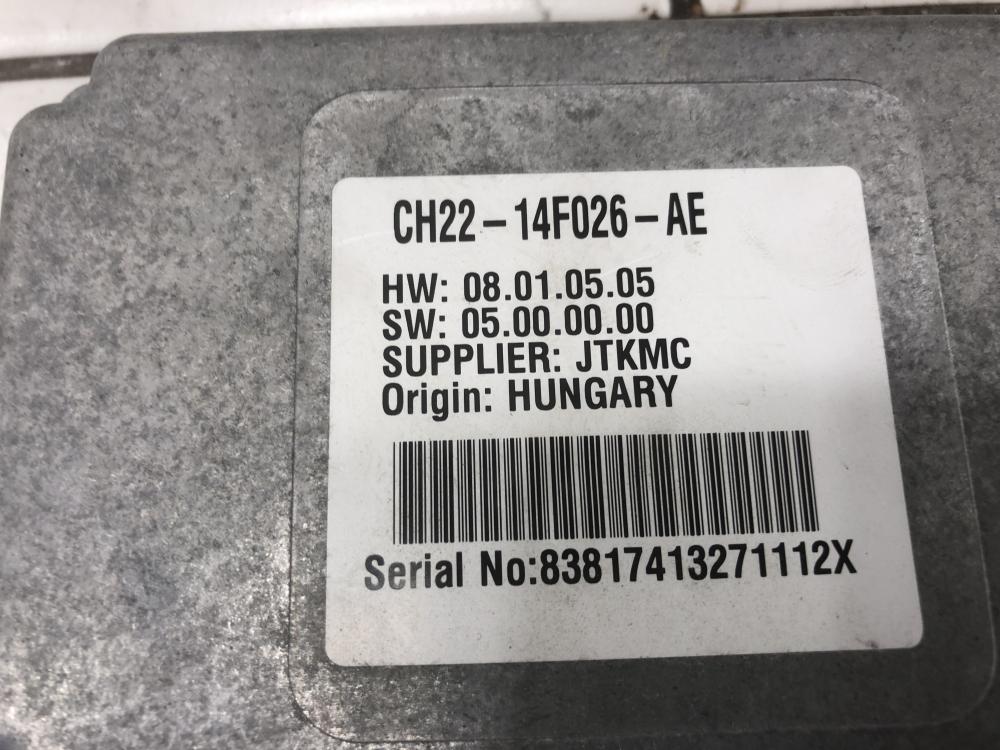 CH22-14F026-AE
HW: 08.01.05.05
SW: 05.00.00.00
SUPPLIER: JTKMC
Origin: HUNGARY
Serial No:83817413271112X